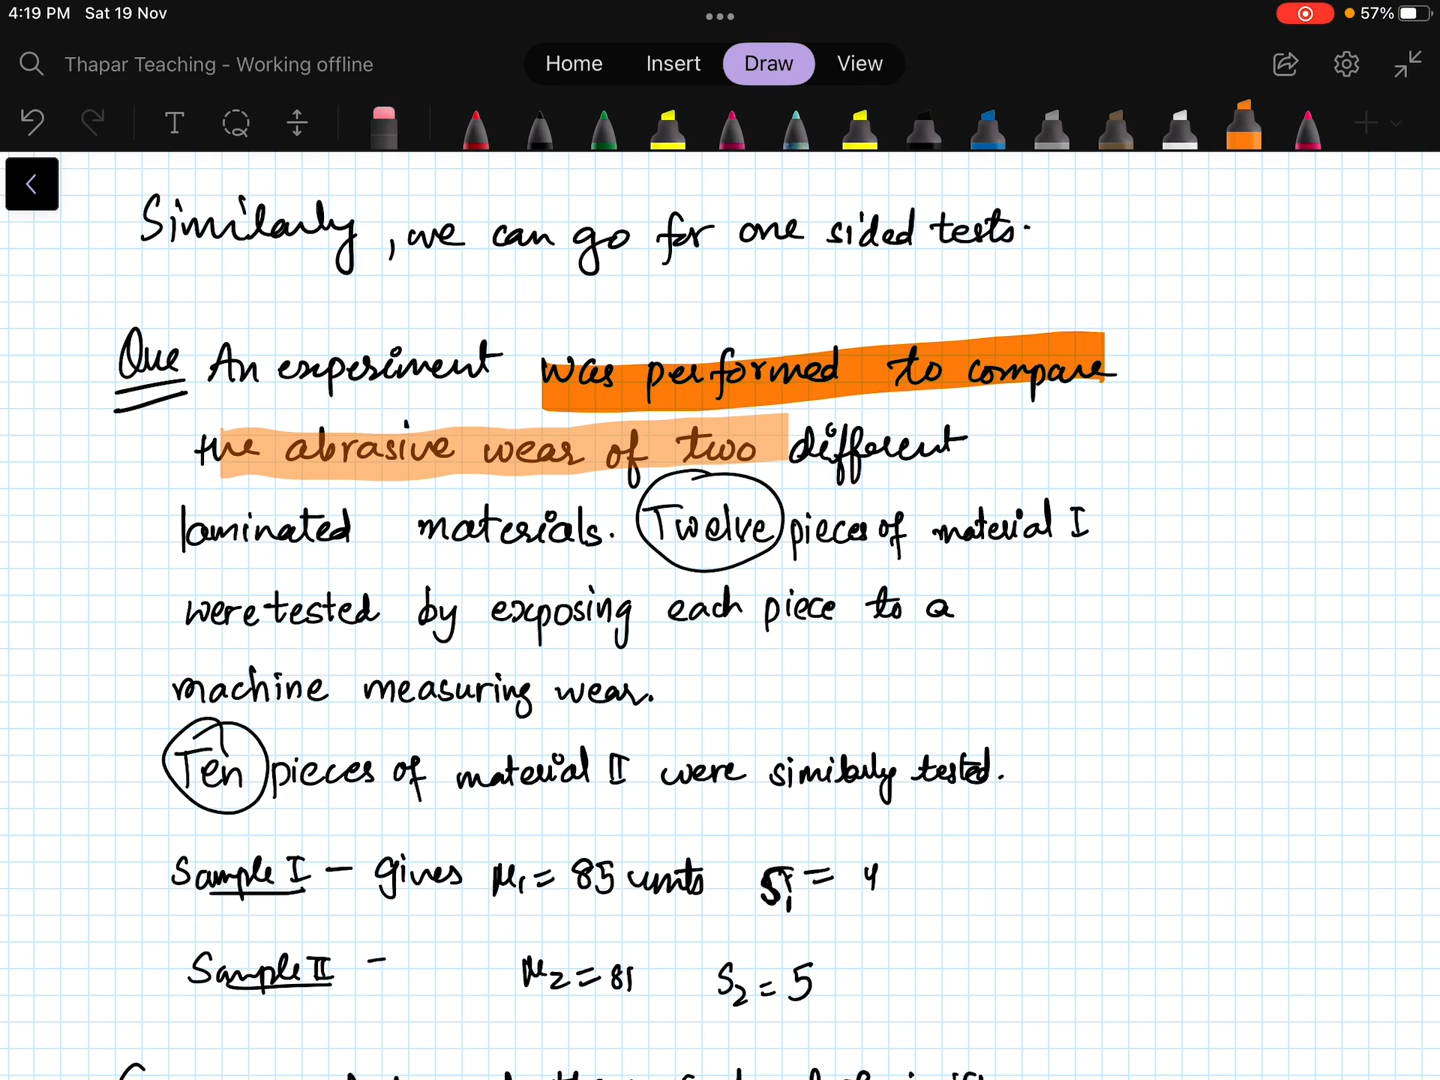 4:19 PM Sat 19 Nov
57%
Thapar Teaching - Working offline
Home Insert Draw View
Similarly, we can go for one sided tests.
Que An experiment was performed to compare
the abrasive wear of two different
laminated materials. Twelve pieces of material I
were tested by exposing each piece to a
machine measuring wear.
Ten pieces of material II were similarly tested.
Sample I - gives μ₁ = 85 units S₁ = 4
Sample II - μ₂ = 81 S₂ = 5